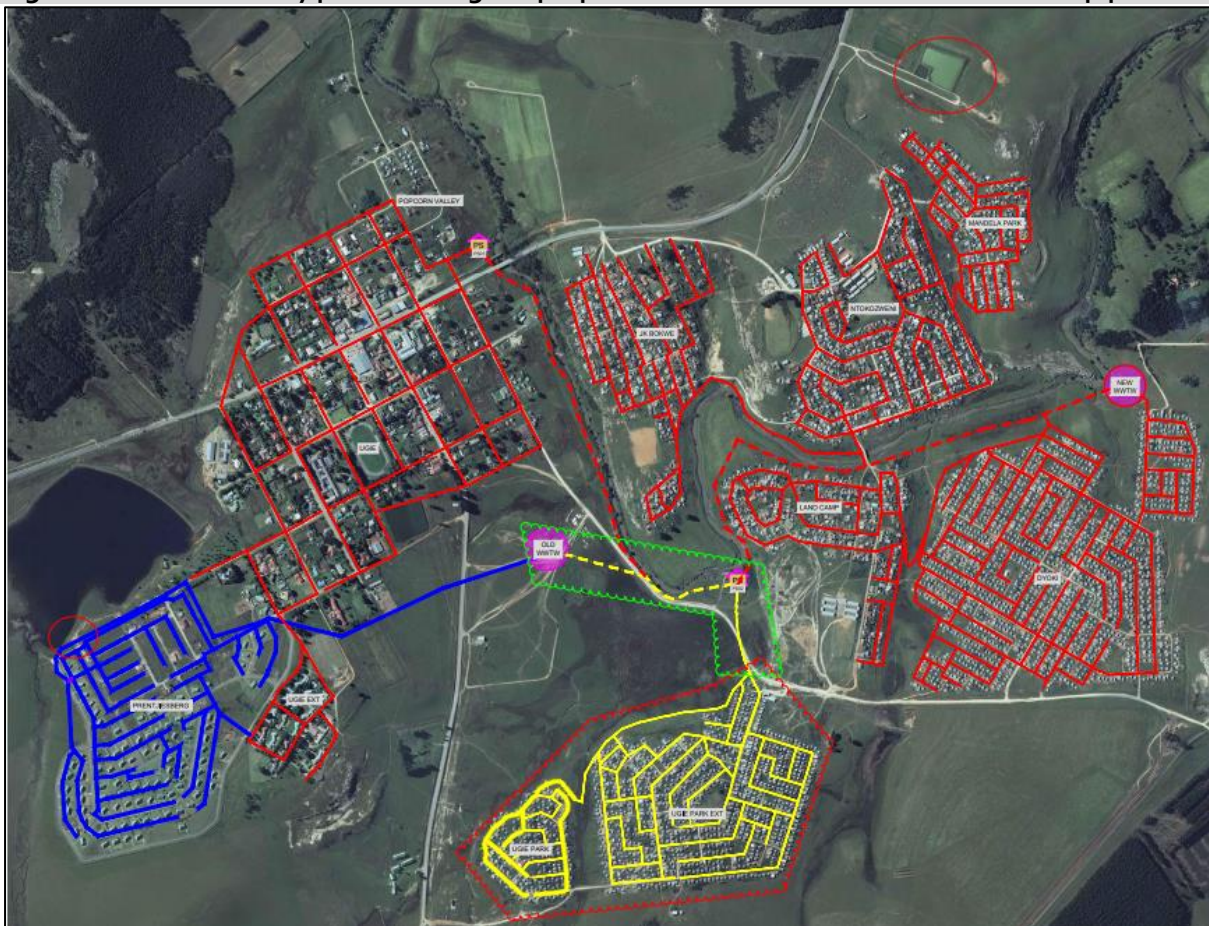 POPCORN VALLEY
PS
MANDELA PARK
NTOKOZWENI
JK BOKWE
NEW
WWTW
UGIE
LAND CAMP
OLD
WWTW
DYOKI
PS
UGIE EXT
PRENTJIESBERG
UGIE PARK EXT
UGIE PARK